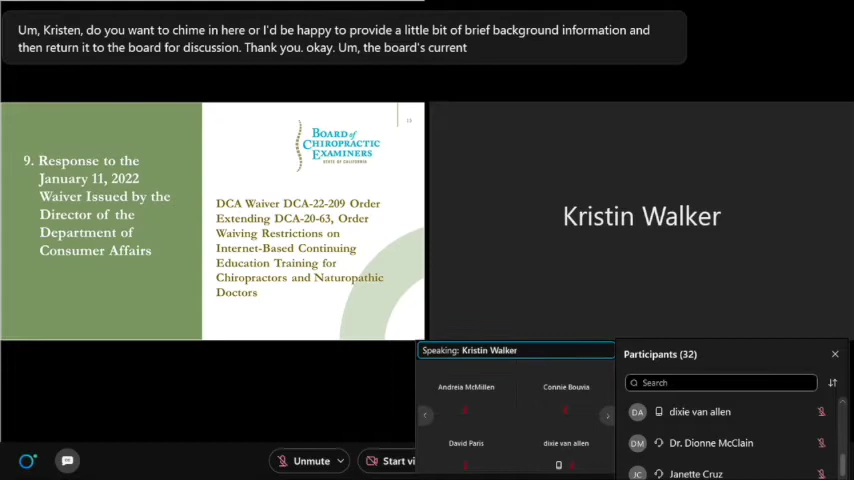 Um, Kristen, do you want to chime in here or I'd be happy to provide a little bit of brief background information and
then return it to the board for discussion. Thank you. okay. Um, the board's current
9. Response to the
January 11, 2022
Waiver Issued by the
Director of the
Department of
Consumer Affairs
15
BOARD of
CHIROPRACTIC
EXAMINERS
STATE OF CALIFORNIA
DCA Waiver DCA-22-209 Order
Extending DCA-20-63, Order
Waiving Restrictions on
Internet-Based Continuing
Education Training for
Chiropractors and Naturopathic
Doctors
Kristin Walker
Speaking: Kristin Walker
Andreia McMillen
Connie Bouvia
David Paris
dixie van allen
Participants (32)
Search
DA dixie van allen
DM Dr. Dionne McClain
JC Janette Cruz
Unmute
Start vi